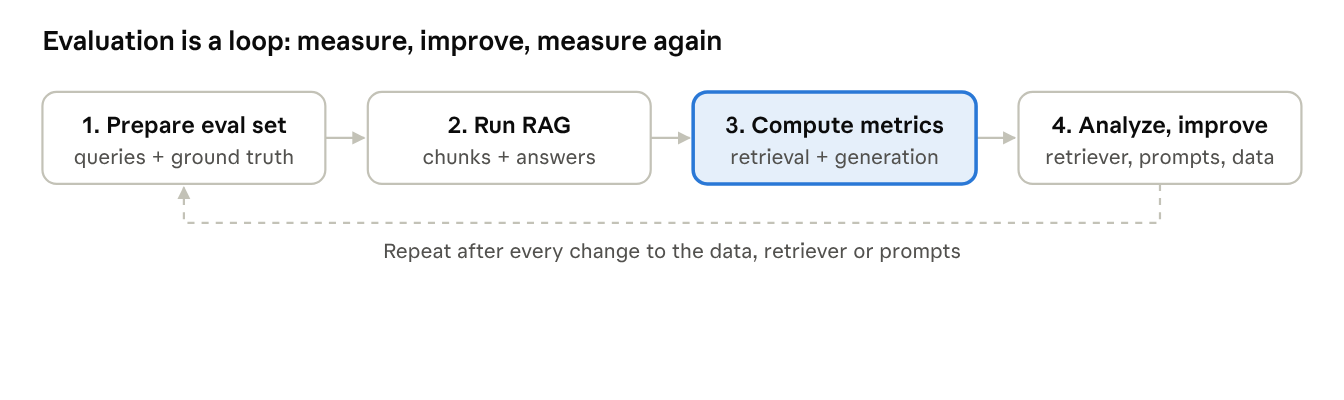 Evaluation is a loop: measure, improve, measure again
1. Prepare eval set
queries + ground truth
2. Run RAG
chunks + answers
3. Compute metrics
retrieval + generation
4. Analyze, improve
retriever, prompts, data
Repeat after every change to the data, retriever or prompts